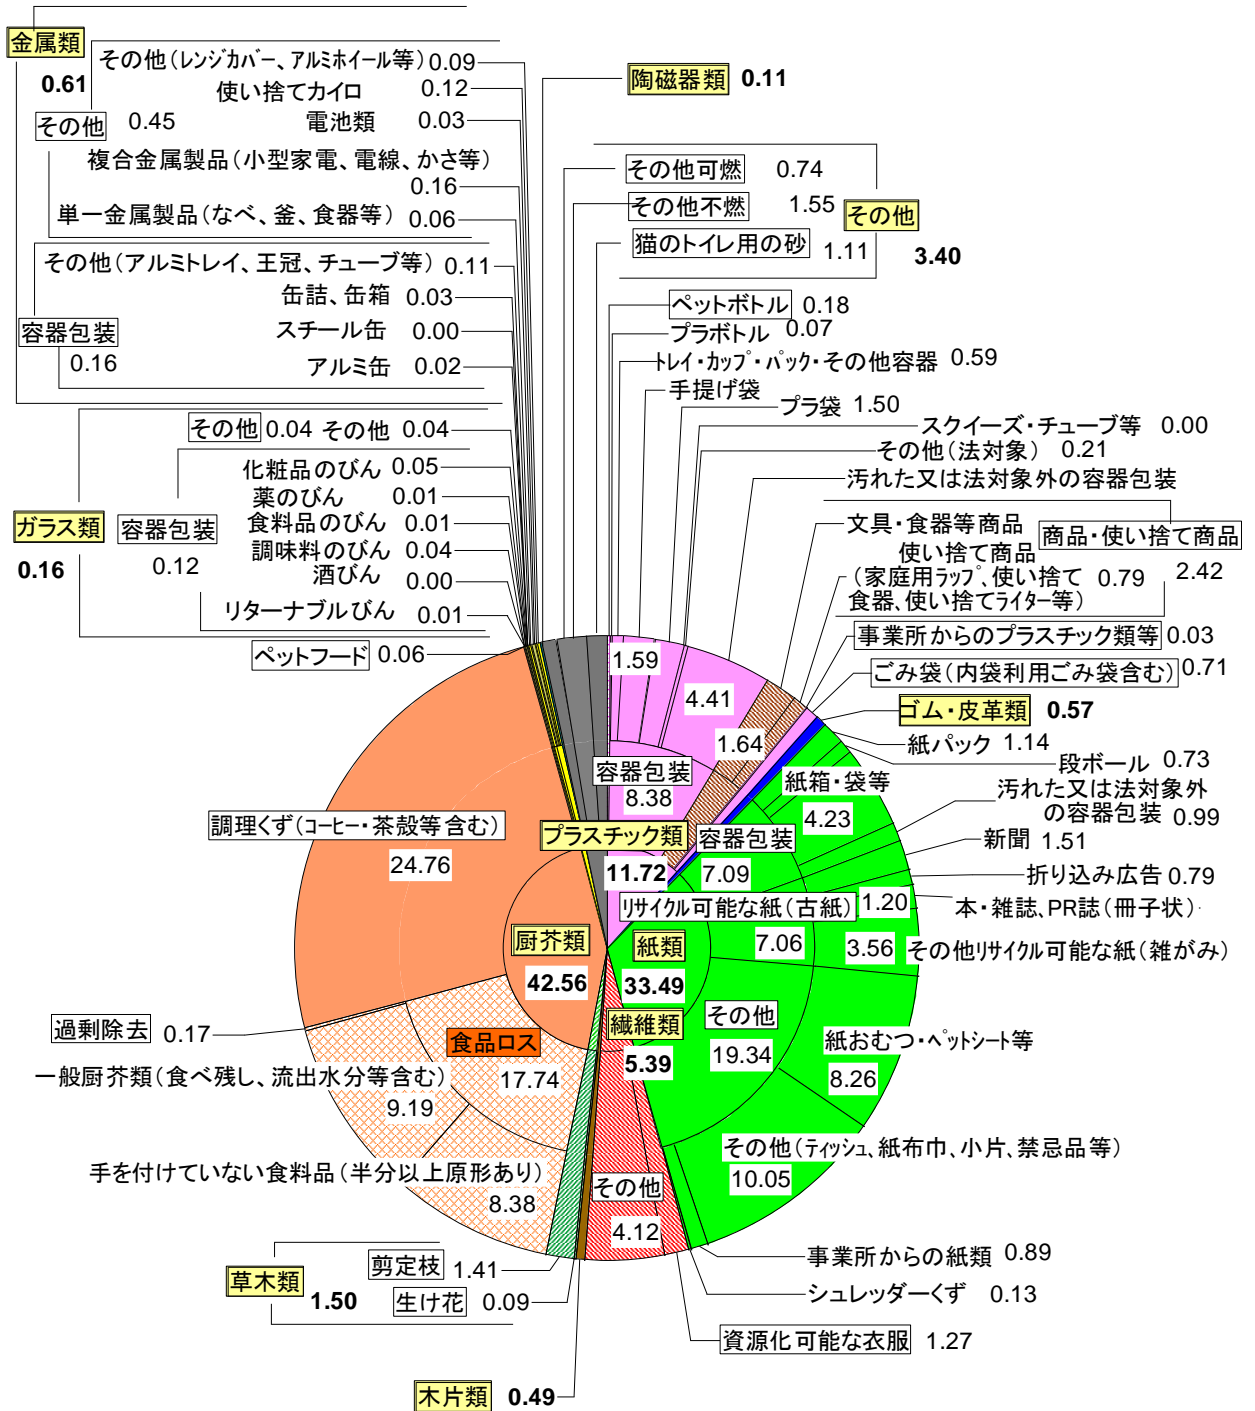 金属類
0.61
その他（レンジカバー、アルミホイール等） 0.09
使い捨てカイロ 0.12
その他 0.45
電池類 0.03
複合金属製品（小型家電、電線、かさ等）
0.16
単一金属製品（なべ、釜、食器等） 0.06
その他（アルミトレイ、王冠、チューブ等） 0.11
缶詰、缶箱 0.03
容器包装
0.16
スチール缶 0.00
アルミ缶 0.02
その他 0.04 その他 0.04
化粧品のびん 0.05
薬のびん 0.01
ガラス類
0.16
容器包装
0.12
食料品のびん 0.01
調味料のびん 0.04
酒びん 0.00
リターナブルびん 0.01
ペットフード 0.06
陶磁器類 0.11
その他可燃 0.74
その他不燃 1.55
その他
3.40
猫のトイレ用の砂 1.11
ペットボトル 0.18
プラボトル 0.07
トレイ・カップ・パック・その他容器 0.59
手提げ袋
プラ袋 1.50
スクイーズ・チューブ等 0.00
その他（法対象） 0.21
汚れた又は法対象外の容器包装
文具・食器等商品
商品・使い捨て商品
2.42
使い捨て商品
（家庭用ラップ、使い捨て 0.79
食器、使い捨てライター等）
事業所からのプラスチック類等 0.03
ごみ袋（内袋利用ごみ袋含む） 0.71
ゴム・皮革類 0.57
紙パック 1.14
段ボール 0.73
汚れた又は法対象外
の容器包装 0.99
新聞 1.51
折り込み広告 0.79
本・雑誌、PR誌（冊子状）
その他リサイクル可能な紙（雑がみ）
1.59
4.41
1.64
容器包装
8.38
紙箱・袋等
4.23
プラスチック類
11.72
容器包装
7.09
リサイクル可能な紙（古紙）
7.06
1.20
3.56
調理くず（コーヒー・茶殻等含む）
24.76
厨芥類
42.56
紙類
33.49
その他
19.34
紙おむつ・ペットシート等
8.26
繊維類
5.39
過剰除去 0.17
食品ロス
17.74
一般厨芥類（食べ残し、流出水分等含む）
9.19
手を付けていない食料品（半分以上原形あり）
8.38
その他（ティッシュ、紙布巾、小片、禁忌品等）
10.05
その他
4.12
草木類
1.50
剪定枝 1.41
生け花 0.09
事業所からの紙類 0.89
シュレッダーくず 0.13
資源化可能な衣服 1.27
木片類 0.49